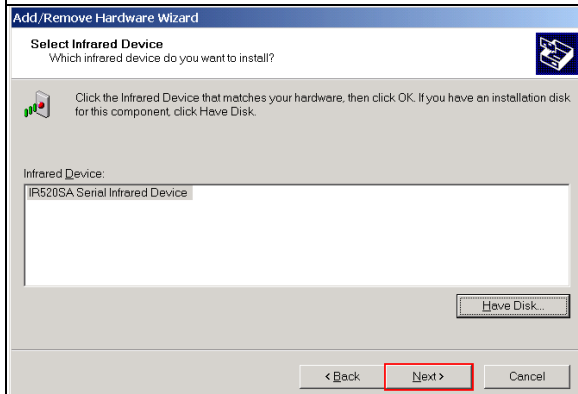 Add/Remove Hardware Wizard
Select Infrared Device
Which infrared device do you want to install?
Click the Infrared Device that matches your hardware, then click OK. If you have an installation disk
for this component, click Have Disk.
Infrared Device:
IR520SA Serial Infrared Device
Have Disk...
< Back
Next >
Cancel